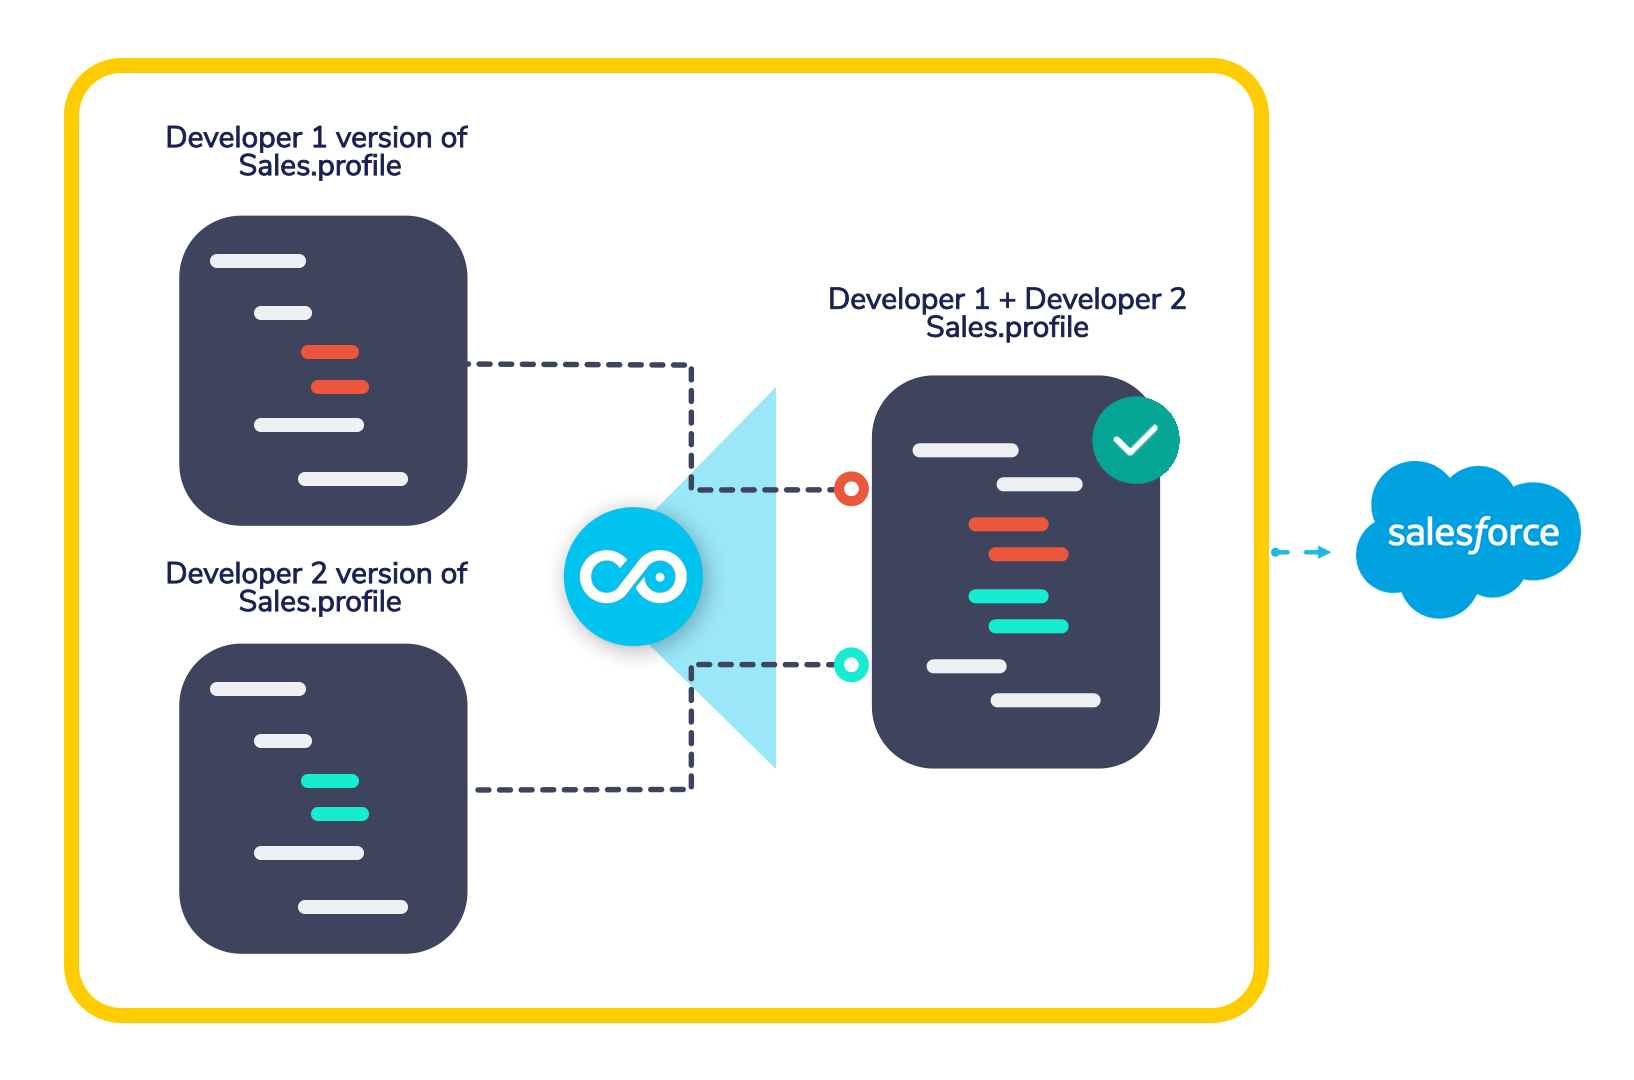 Developer 1 version of
Sales.profile
Developer 2 version of
Sales.profile
Developer 1 + Developer 2
Sales.profile
salesforce